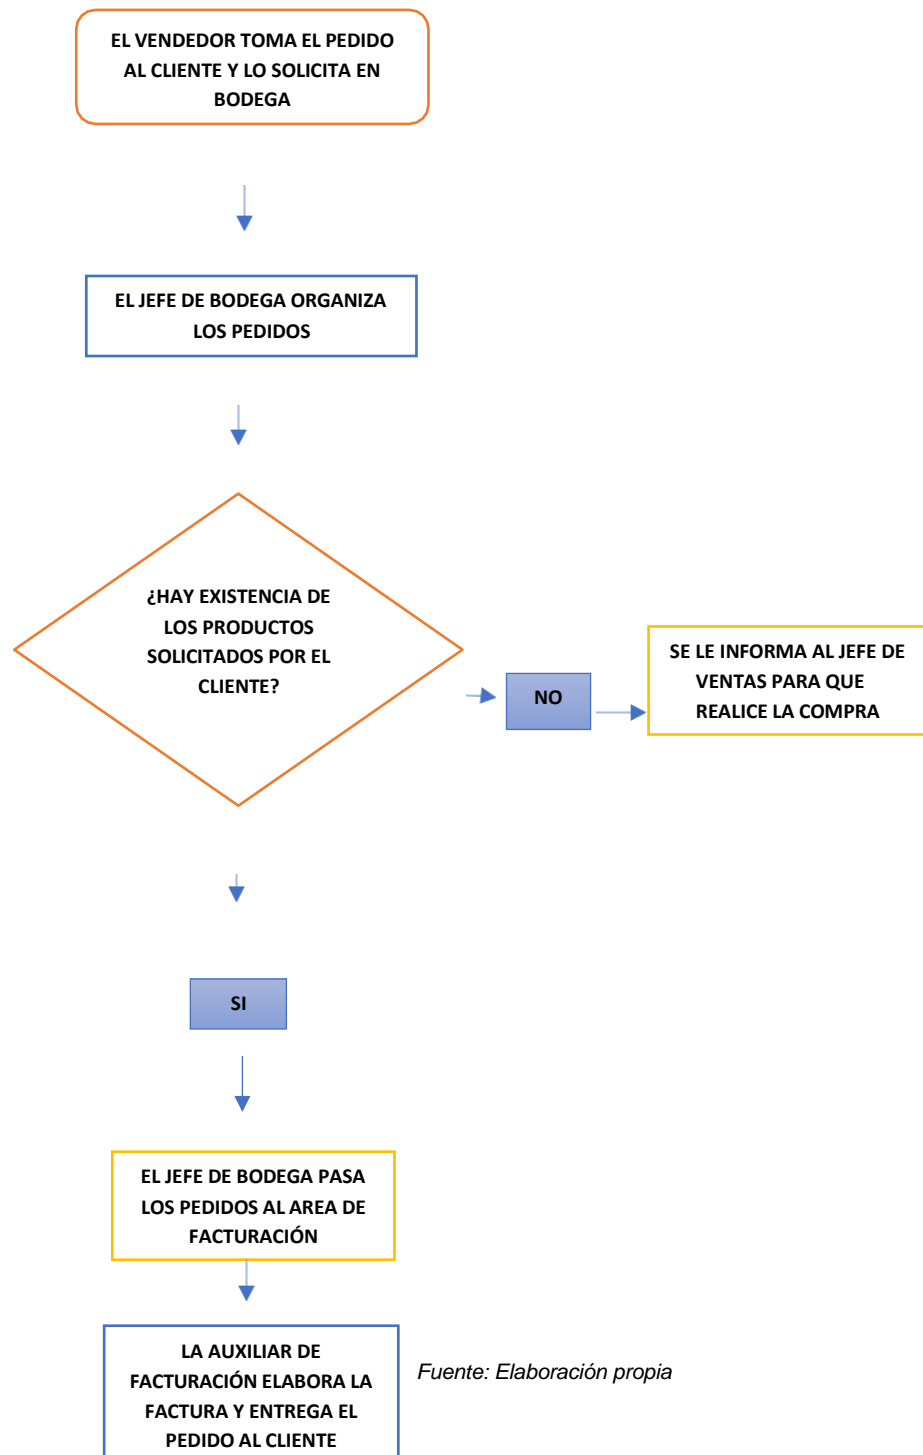 EL VENDEDOR TOMA EL PEDIDO
AL CLIENTE Y LO SOLICITA EN
BODEGA
EL JEFE DE BODEGA ORGANIZA
LOS PEDIDOS
¿HAY EXISTENCIA DE
LOS PRODUCTOS
SOLICITADOS POR EL
CLIENTE?
NO
SE LE INFORMA AL JEFE DE
VENTAS PARA QUE
REALICE LA COMPRA
SI
EL JEFE DE BODEGA PASA
LOS PEDIDOS AL AREA DE
FACTURACIÓN
LA AUXILIAR DE
FACTURACIÓN ELABORA LA
FACTURA Y ENTREGA EL
PEDIDO AL CLIENTE
Fuente: Elaboración propia